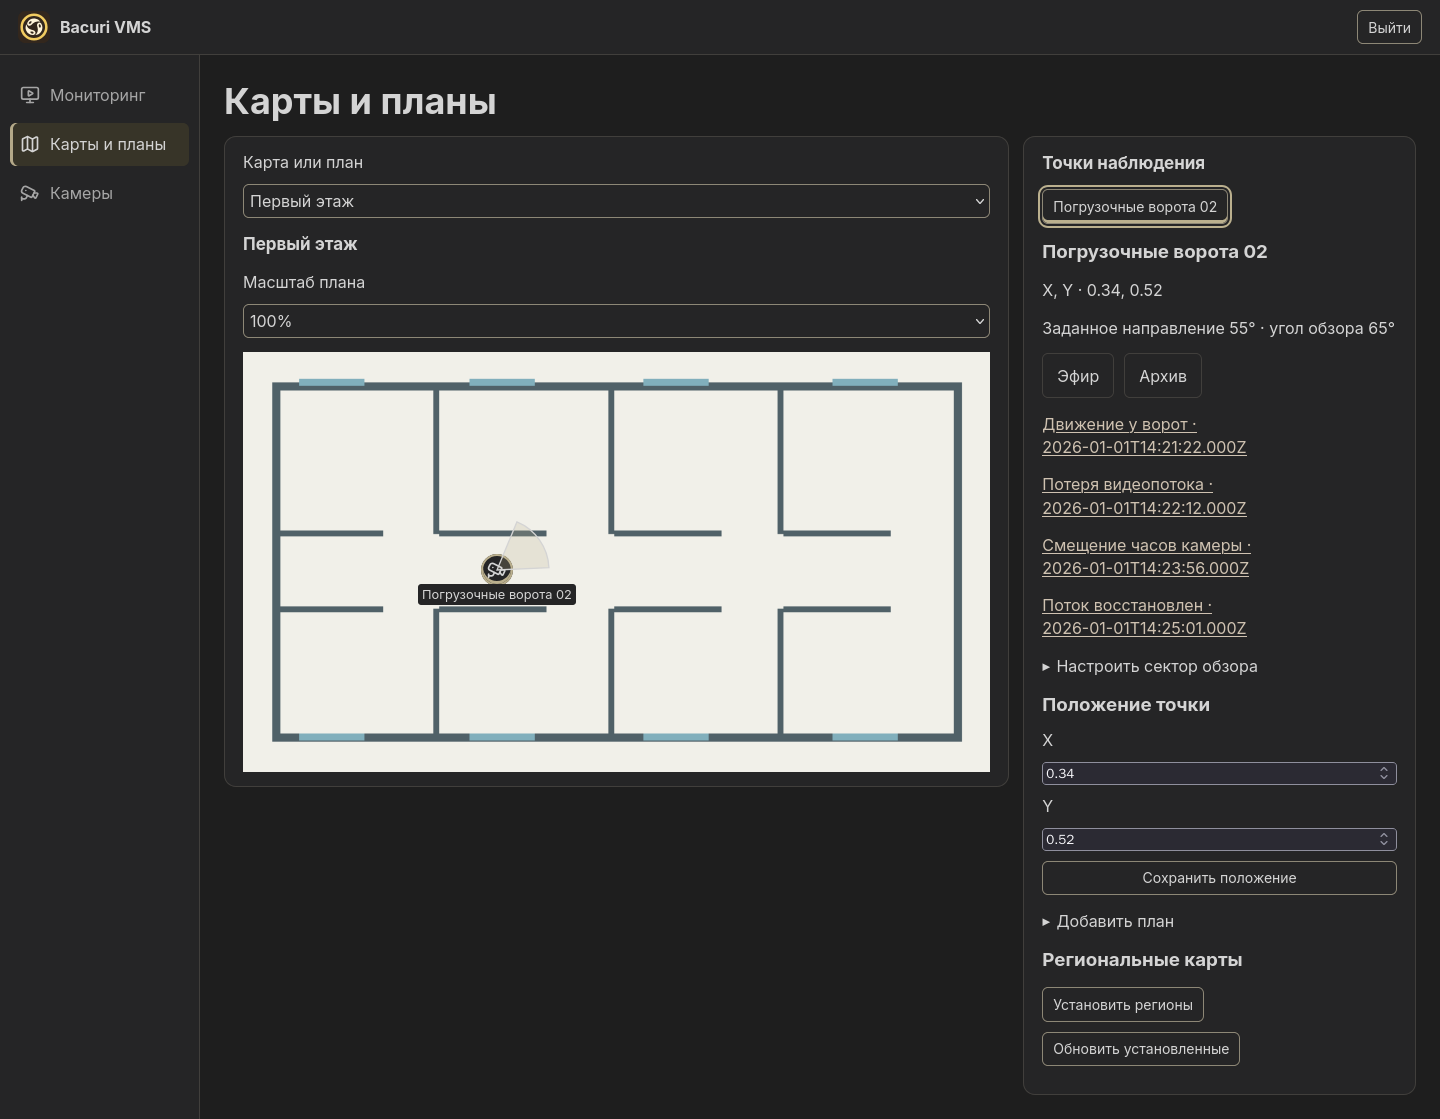 Bacuri VMS
Выйти
Мониторинг
Карты и планы
Камеры
Карты и планы
Карта или план
Первый этаж
Первый этаж
Масштаб плана
100%
Погрузочные ворота 02
Точки наблюдения
Погрузочные ворота 02
Погрузочные ворота 02
X, Y · 0.34, 0.52
Заданное направление 55° · угол обзора 65°
Эфир
Архив
Движение у ворот ·
2026-01-01T14:21:22.000Z
Потеря видеопотока ·
2026-01-01T14:22:12.000Z
Смещение часов камеры ·
2026-01-01T14:23:56.000Z
Поток восстановлен ·
2026-01-01T14:25:01.000Z
Настроить сектор обзора
Положение точки
X
0.34
Y
0.52
Сохранить положение
Добавить план
Региональные карты
Установить регионы
Обновить установленные